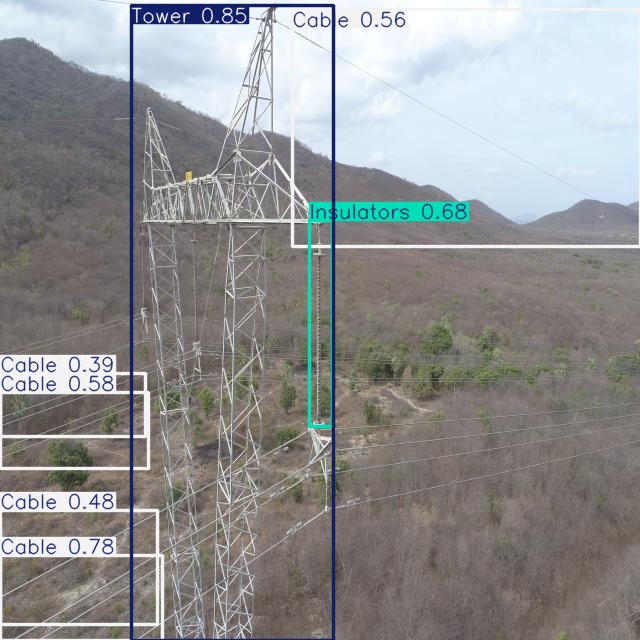 Tower 0.85
Cable 0.56
Insulators 0.68
Cable 0.39
Cable 0.58
Cable 0.48
Cable 0.78